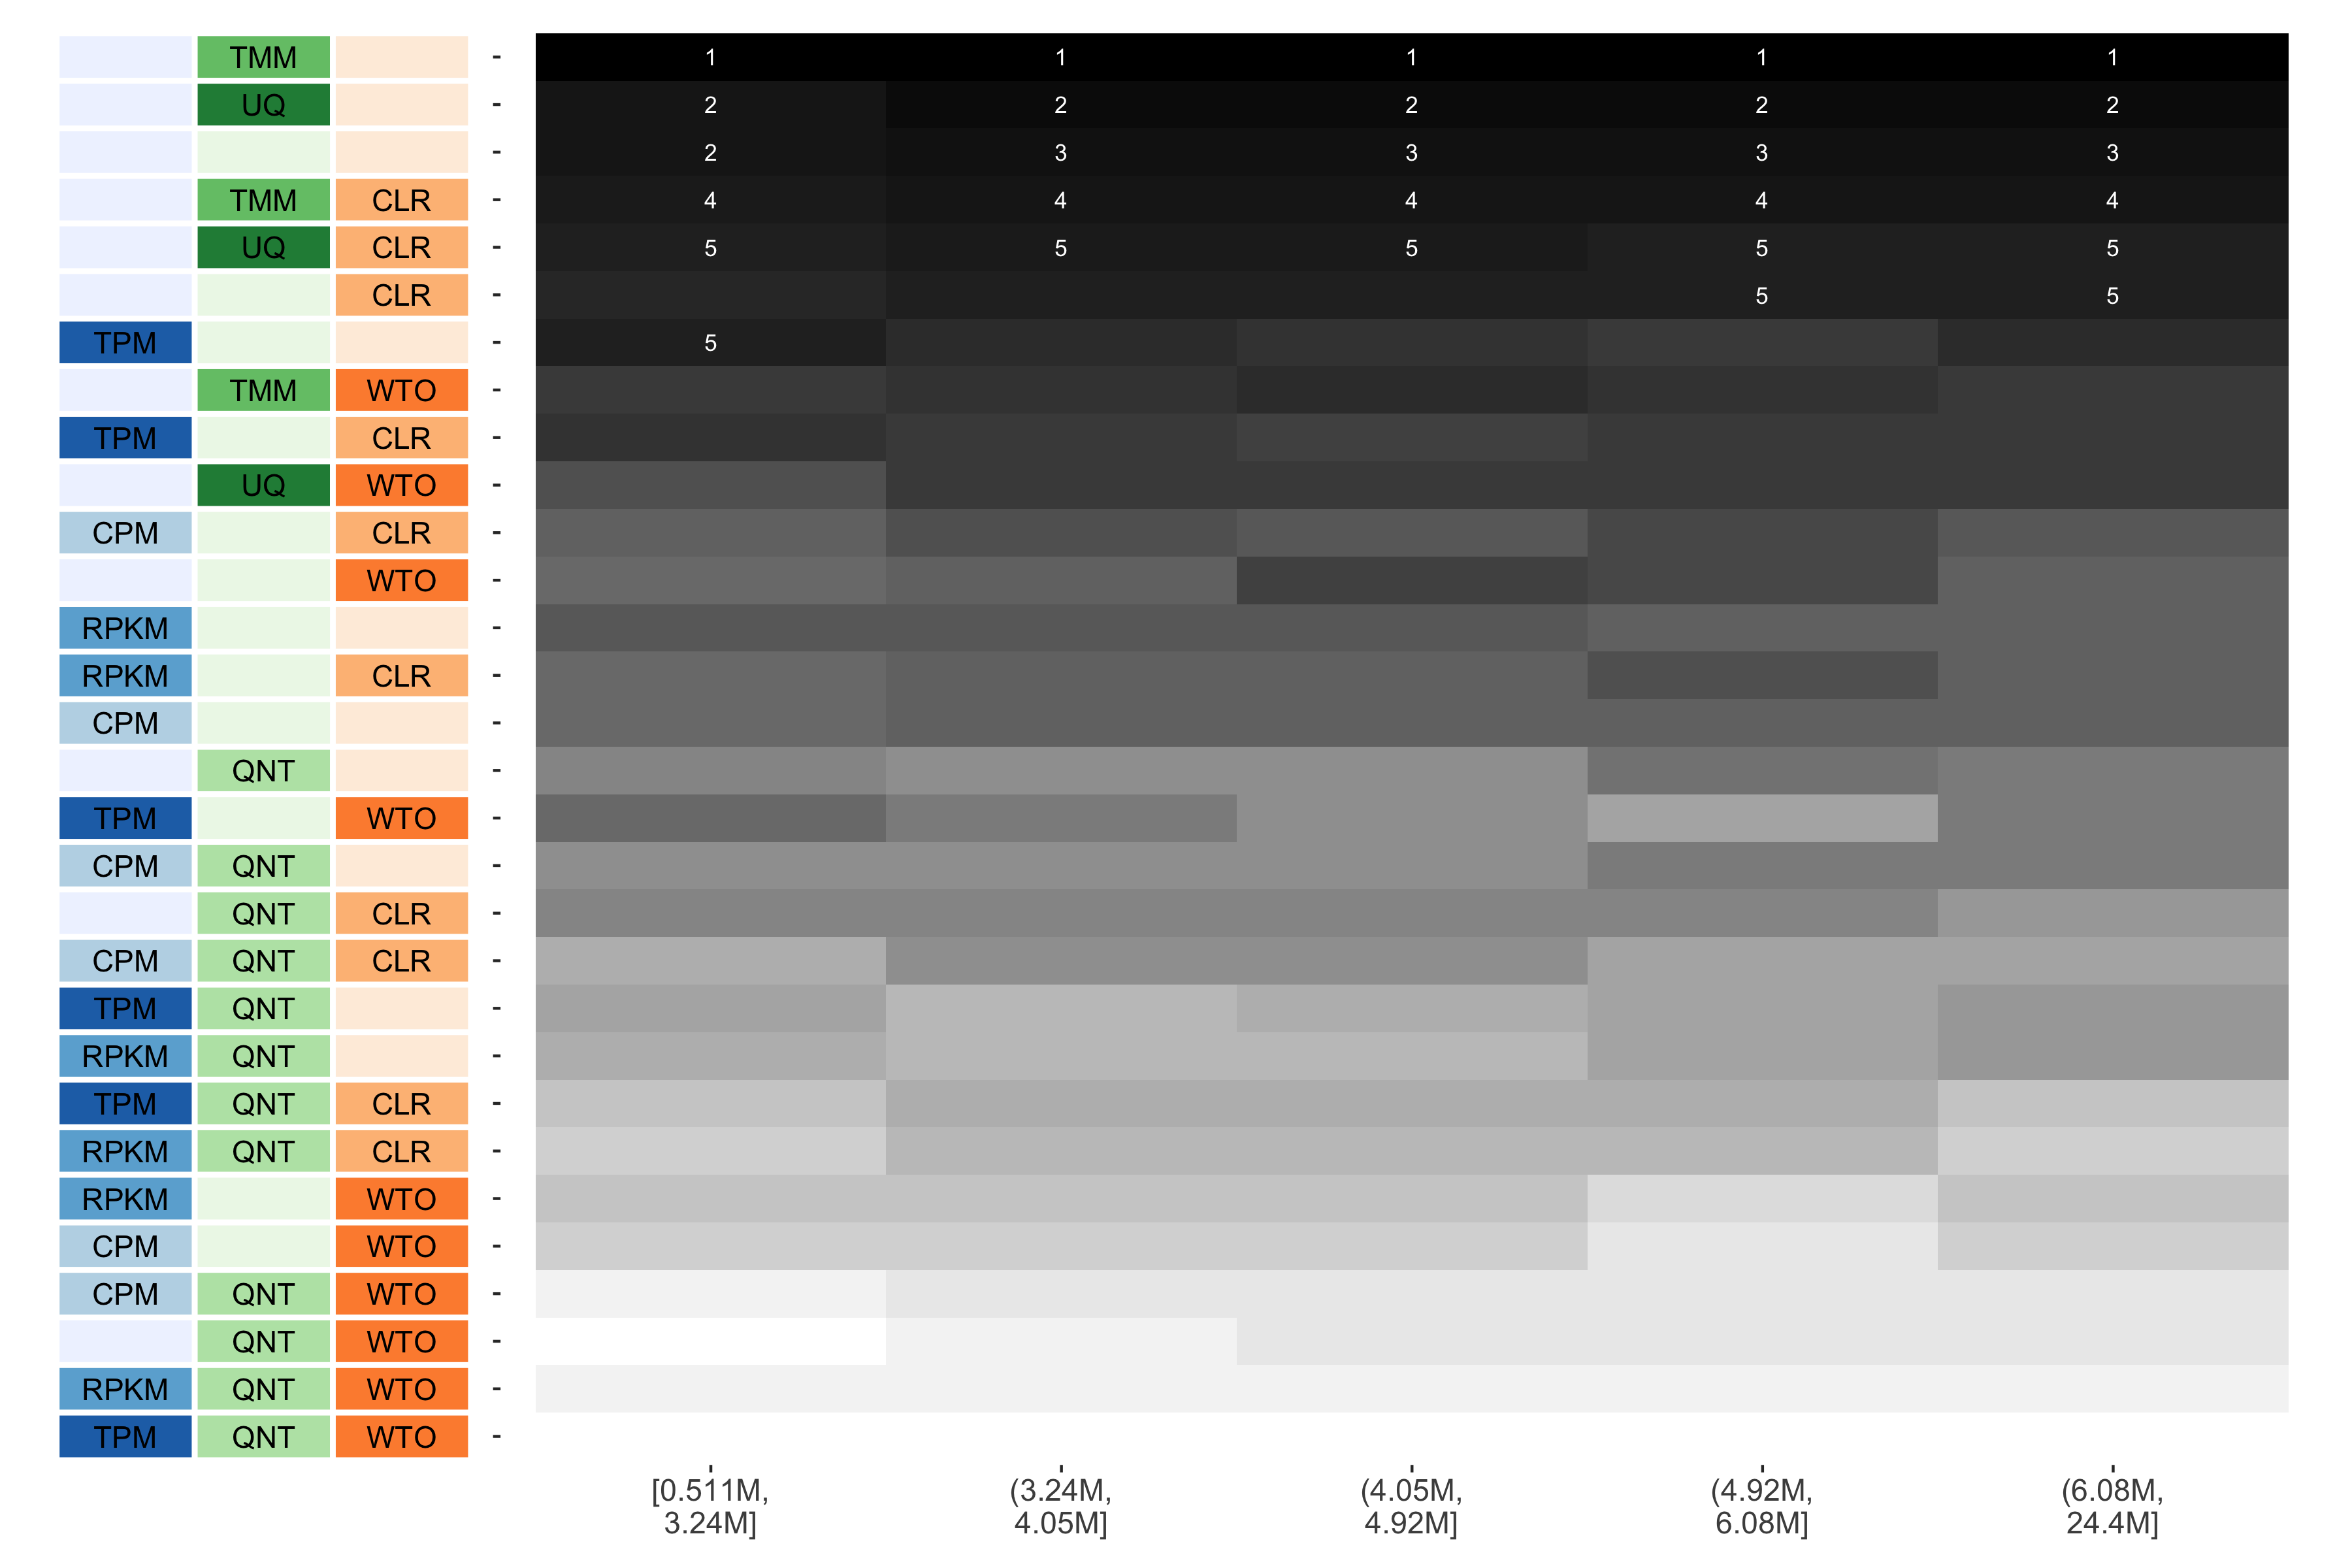 TMM - 1 1 1 1 1
UQ - 2 2 2 2 2
- 2 3 3 3 3
TMM CLR - 4 4 4 4 4
UQ CLR - 5 5 5 5 5
CLR - 5 5
TPM - 5
TMM WTO -
TPM CLR -
UQ WTO -
CPM CLR -
WTO -
RPKM -
RPKM CLR -
CPM -
QNT -
TPM WTO -
CPM QNT -
QNT CLR -
CPM QNT CLR -
TPM QNT -
RPKM QNT -
TPM QNT CLR -
RPKM QNT CLR -
RPKM WTO -
CPM WTO -
CPM QNT WTO -
QNT WTO -
RPKM QNT WTO -
TPM QNT WTO -
[0.511M, (3.24M, (4.05M, (4.92M, (6.08M,
3.24M] 4.05M] 4.92M] 6.08M] 24.4M]